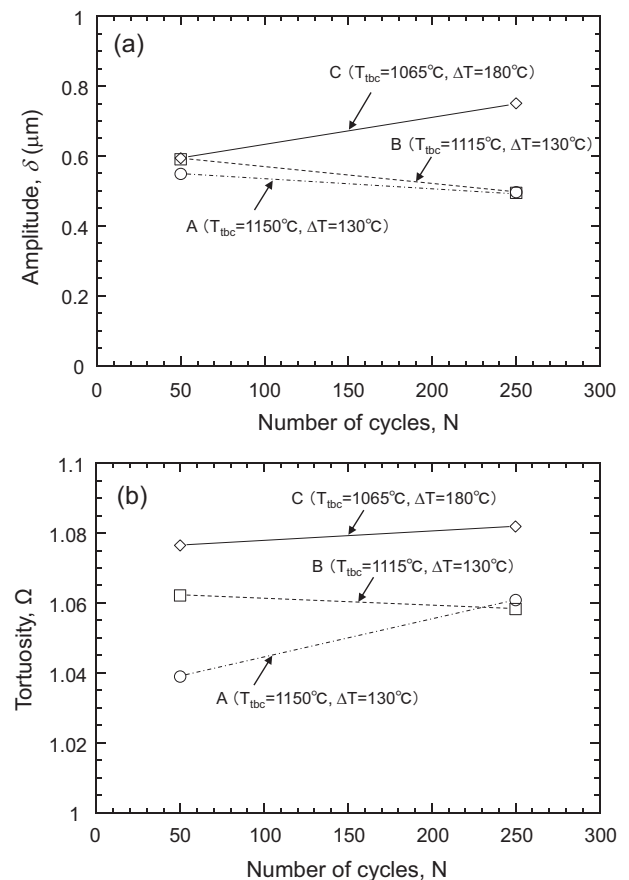 (a)
1
0.8
0.6
0.4
0.2
0
Amplitude, δ (μm)
C (T_tbc=1065℃, ΔT=180℃)
B (T_tbc=1115℃, ΔT=130℃)
A (T_tbc=1150℃, ΔT=130℃)
0 50 100 150 200 250 300
Number of cycles, N
(b)
1.1
1.08
1.06
1.04
1.02
1
Tortuosity, Ω
C (T_tbc=1065℃, ΔT=180℃)
B (T_tbc=1115℃, ΔT=130℃)
A (T_tbc=1150℃, ΔT=130℃)
0 50 100 150 200 250 300
Number of cycles, N